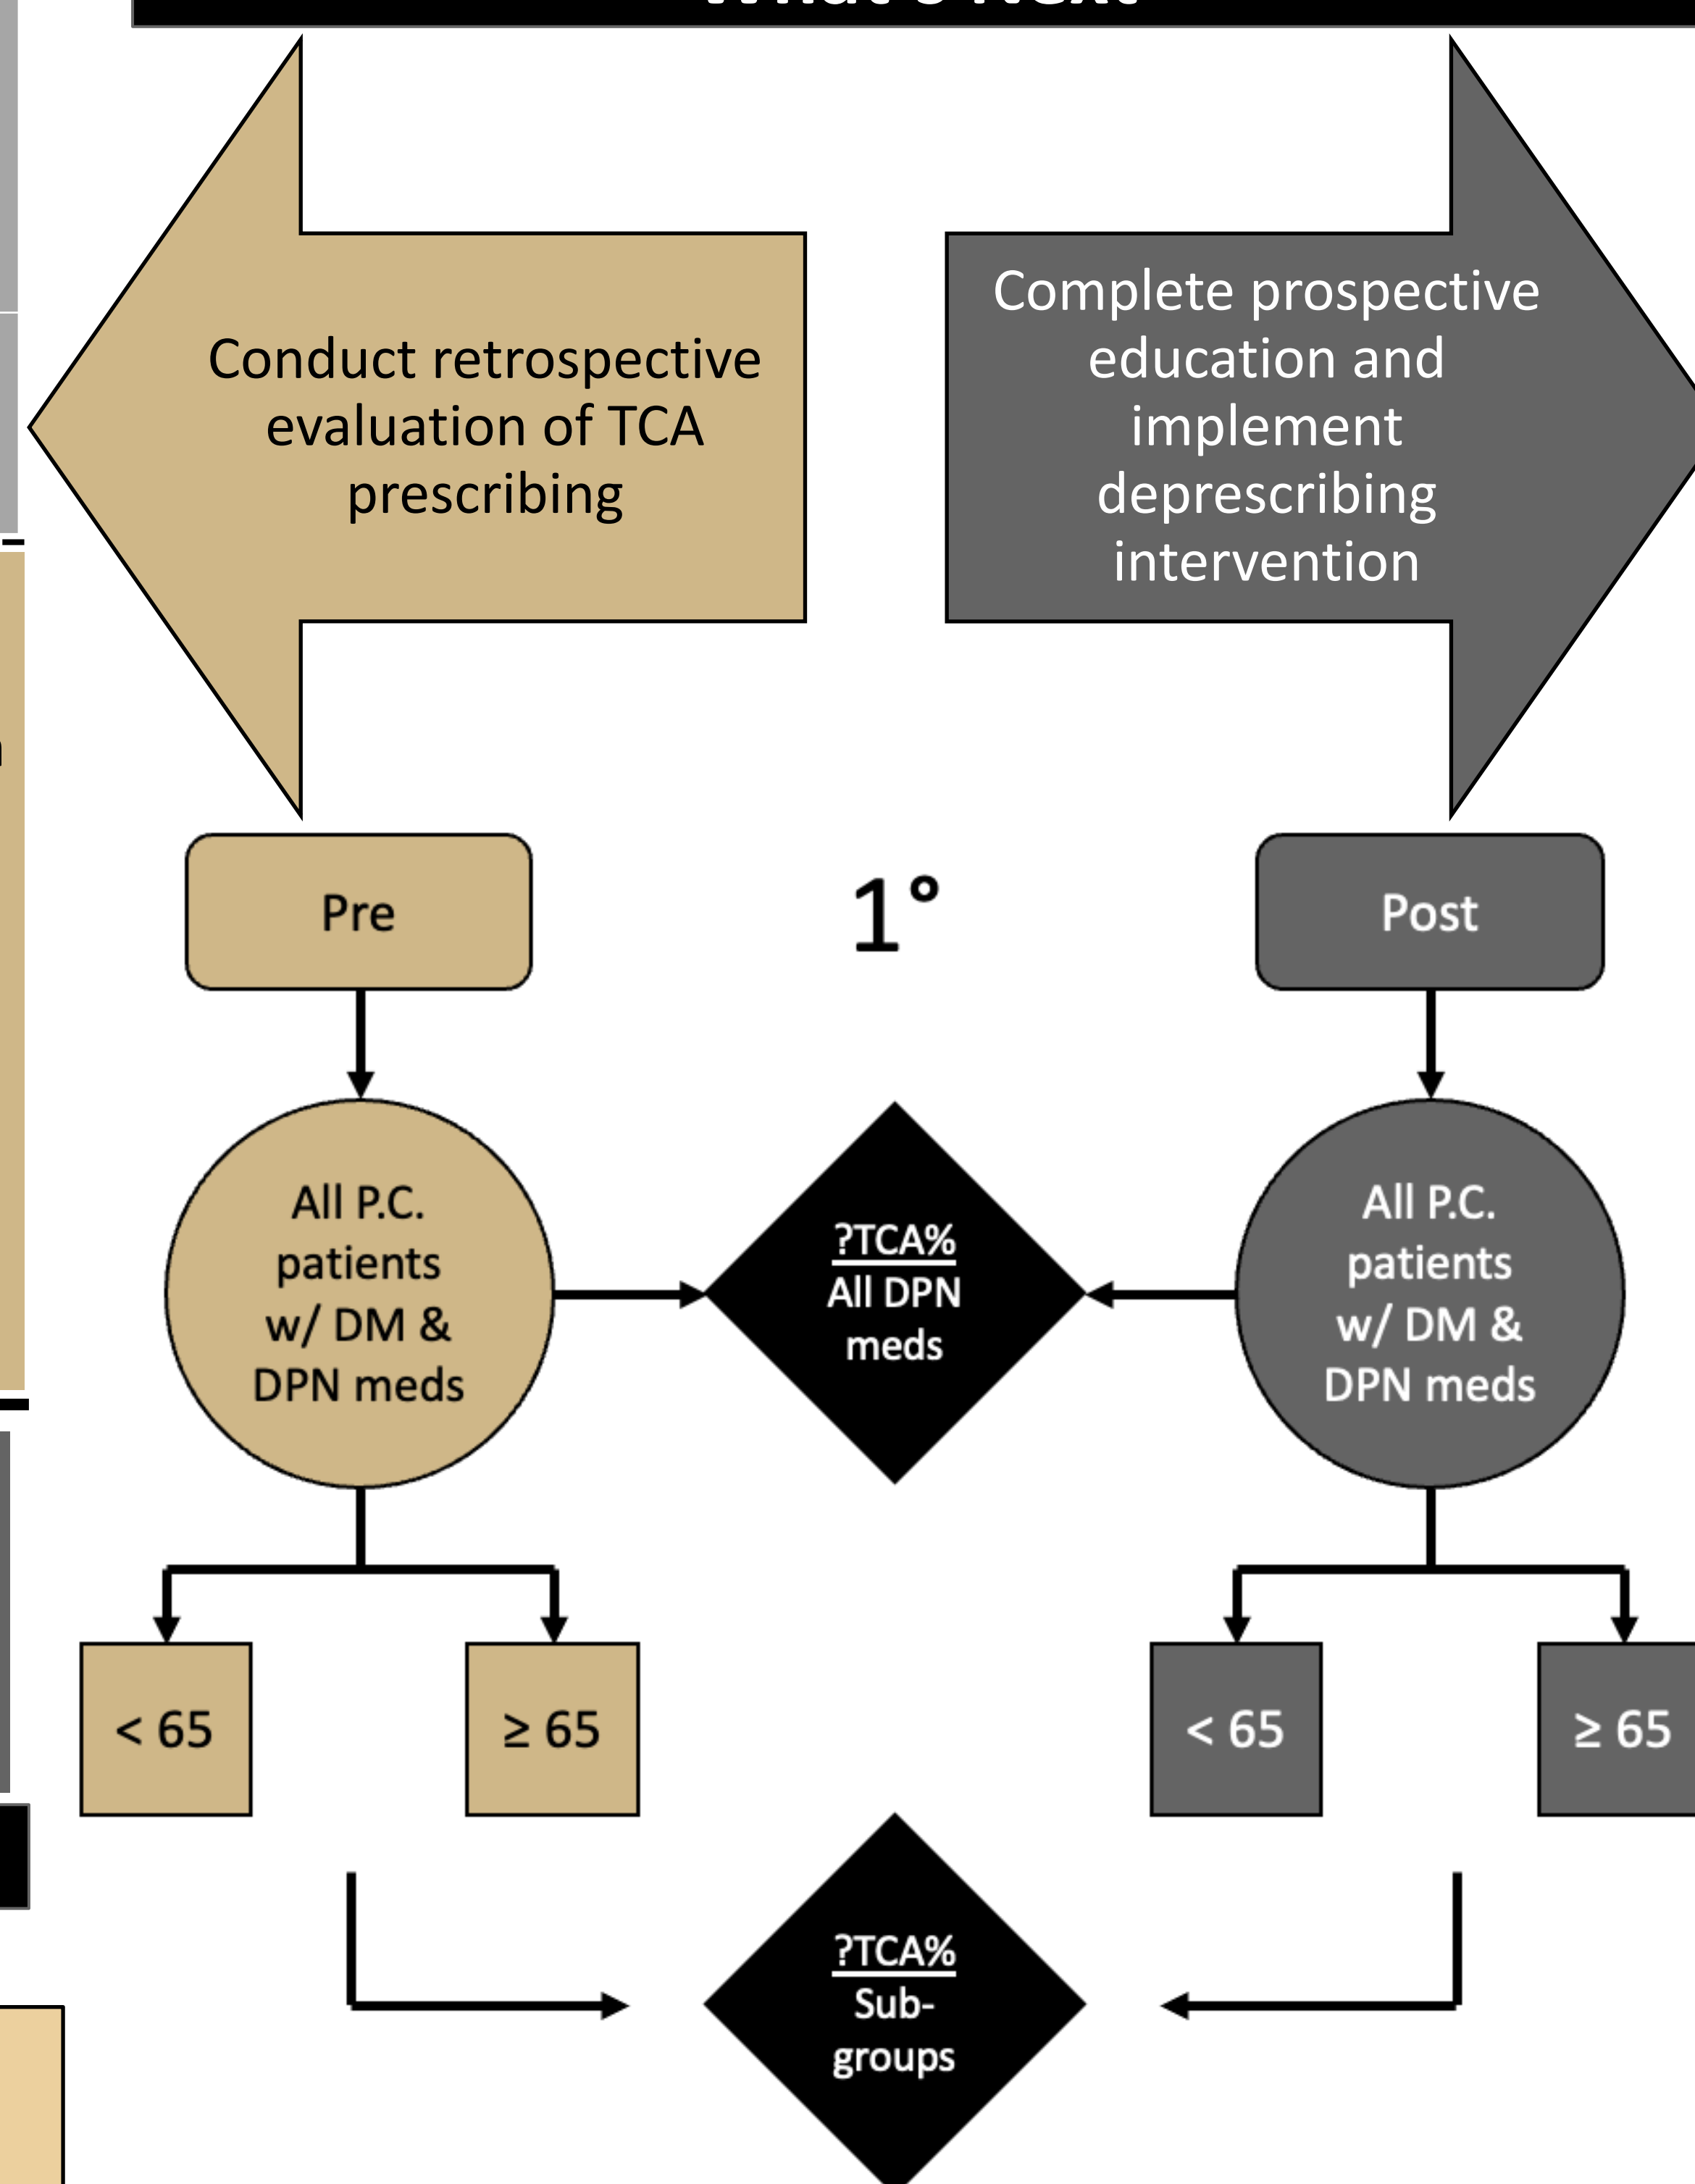 Conduct retrospective
evaluation of TCA
prescribing
Complete prospective
education and
implement
deprescribing
intervention
Pre
1°
Post
All P.C.
patients
w/ DM &
DPN meds
?TCA%
All DPN
meds
All P.C.
patients
w/ DM &
DPN meds
< 65
≥ 65
< 65
≥ 65
?TCA%
Sub-
groups